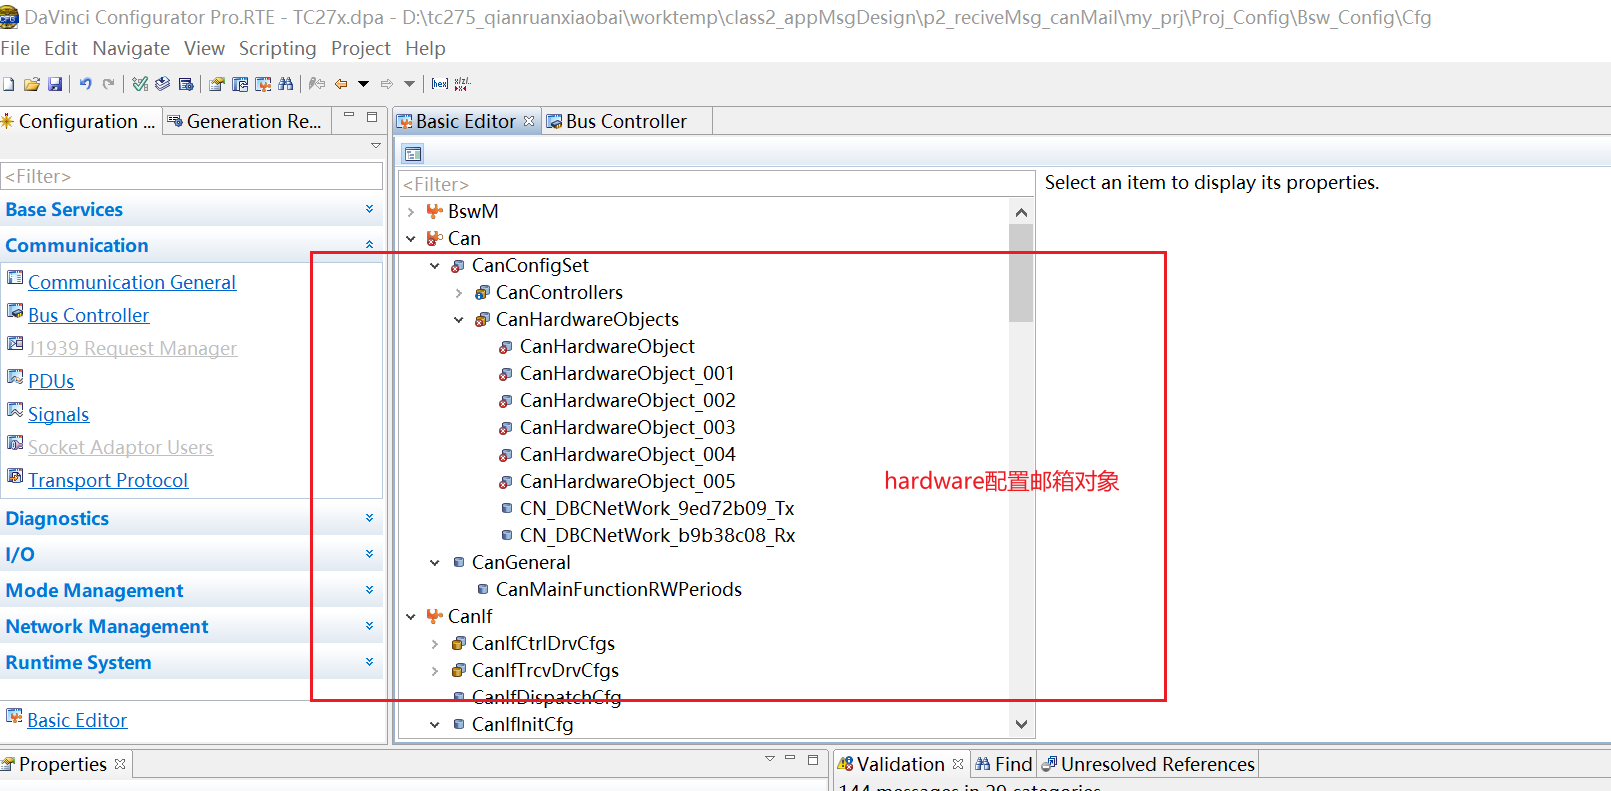 DaVinci Configurator Pro.RTE - TC27x.dpa - D:\tc275_qianruanxiaobai\worktemp\class2_appMsgDesign\p2_reciveMsg_canMail\my_prj\Proj_Config\Bsw_Config\Cfg
File Edit Navigate View Scripting Project Help
Configuration ... Generation Re...
<Filter>
Base Services
Communication
Communication General
Bus Controller
J1939 Request Manager
PDUs
Signals
Socket Adaptor Users
Transport Protocol
Diagnostics
I/O
Mode Management
Network Management
Runtime System
Basic Editor
Basic Editor Bus Controller
<Filter>
BswM
Can
CanConfigSet
CanControllers
CanHardwareObjects
CanHardwareObject
CanHardwareObject_001
CanHardwareObject_002
CanHardwareObject_003
CanHardwareObject_004
CanHardwareObject_005
CN_DBCNetWork_9ed72b09_Tx
CN_DBCNetWork_b9b38c08_Rx
CanGeneral
CanMainFunctionRWPeriods
CanIf
CanIfCtrlDrvCfgs
CanIfTrcvDrvCfgs
CanIfDispatchCfg
CanIfInitCfg
Select an item to display its properties.
hardware配置邮箱对象
Properties
Validation Find Unresolved References
144 messages in 20 categories